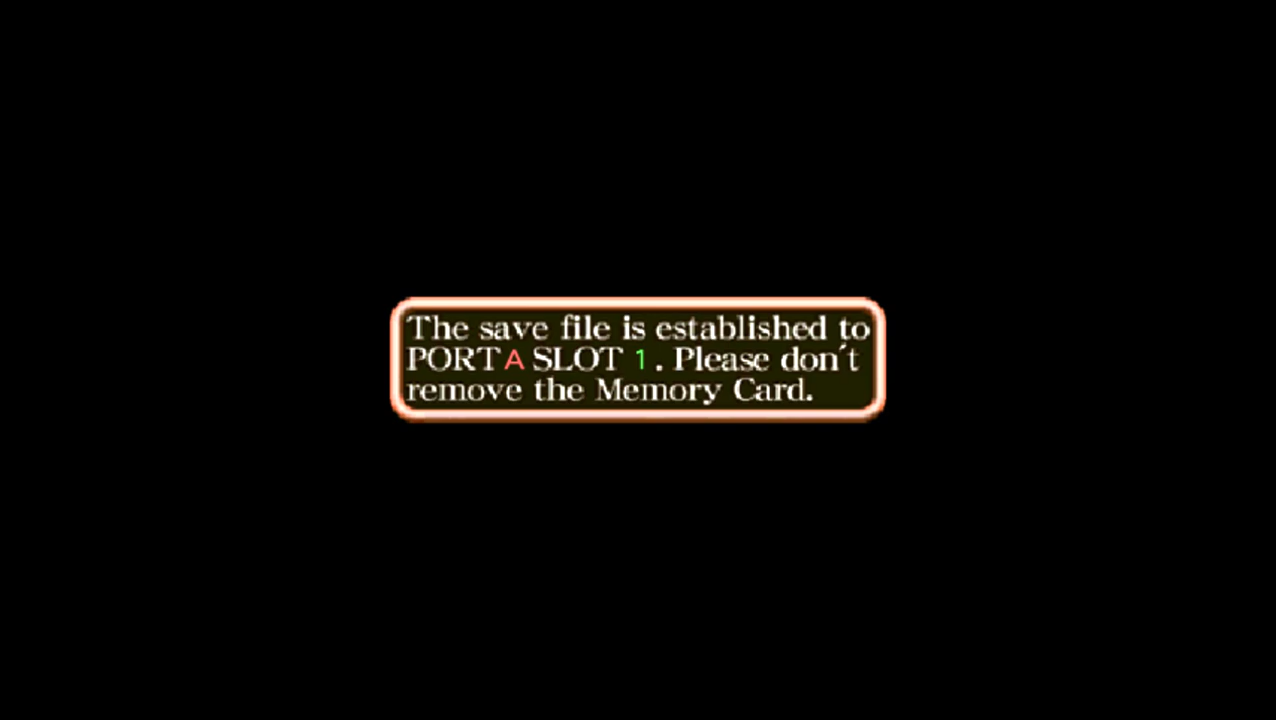 The save file is established to
PORT A SLOT 1 . Please don't
remove the Memory Card.